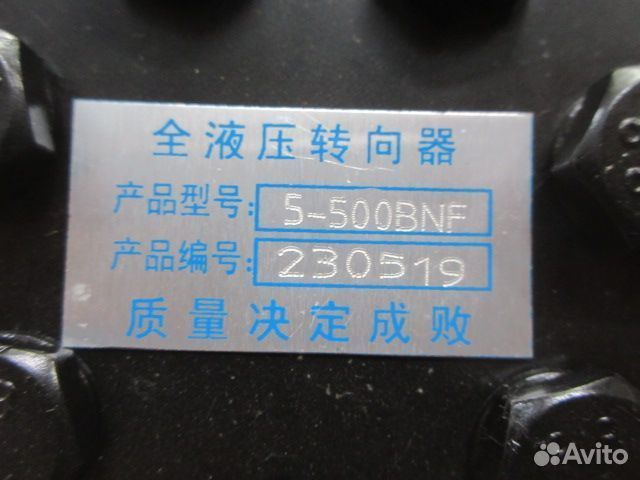 全液压转向器
产品型号: 5-500BNF
产品编号: 230519
质量决定成败
Avito